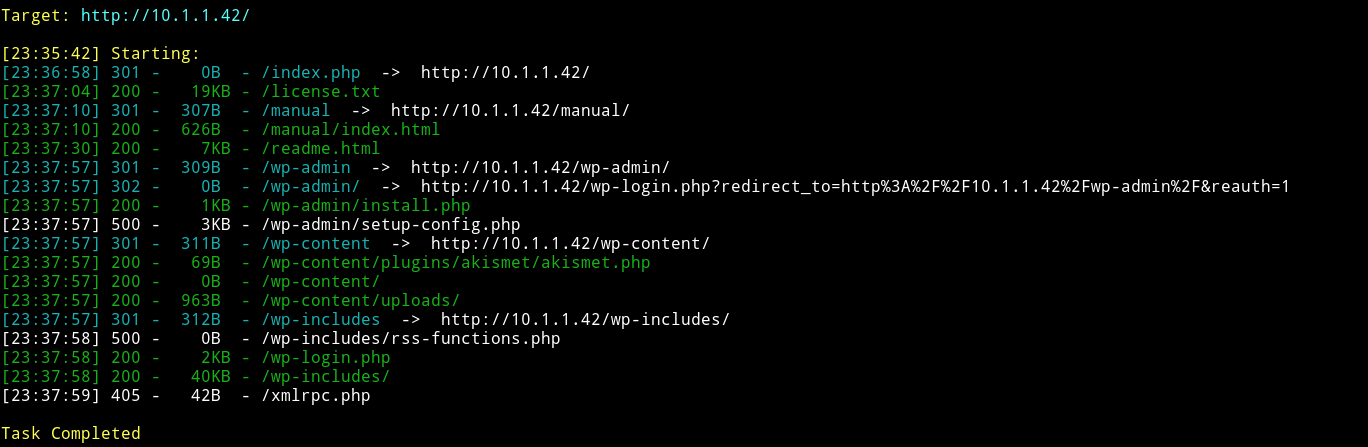 Target: http://10.1.1.42/
[23:35:42] Starting:
[23:36:58] 301 -    0B  - /index.php  ->  http://10.1.1.42/
[23:37:04] 200 -   19KB - /license.txt
[23:37:10] 301 -  307B  - /manual  ->  http://10.1.1.42/manual/
[23:37:10] 200 -  626B  - /manual/index.html
[23:37:30] 200 -    7KB - /readme.html
[23:37:57] 301 -  309B  - /wp-admin  ->  http://10.1.1.42/wp-admin/
[23:37:57] 302 -    0B  - /wp-admin/  ->  http://10.1.1.42/wp-login.php?redirect_to=http%3A%2F%2F10.1.1.42%2Fwp-admin%2F&reauth=1
[23:37:57] 200 -    1KB - /wp-admin/install.php
[23:37:57] 500 -    3KB - /wp-admin/setup-config.php
[23:37:57] 301 -  311B  - /wp-content  ->  http://10.1.1.42/wp-content/
[23:37:57] 200 -   69B  - /wp-content/plugins/akismet/akismet.php
[23:37:57] 200 -    0B  - /wp-content/
[23:37:57] 200 -  963B  - /wp-content/uploads/
[23:37:57] 301 -  312B  - /wp-includes  ->  http://10.1.1.42/wp-includes/
[23:37:58] 500 -    0B  - /wp-includes/rss-functions.php
[23:37:58] 200 -    2KB - /wp-login.php
[23:37:58] 200 -   40KB - /wp-includes/
[23:37:59] 405 -   42B  - /xmlrpc.php
Task Completed